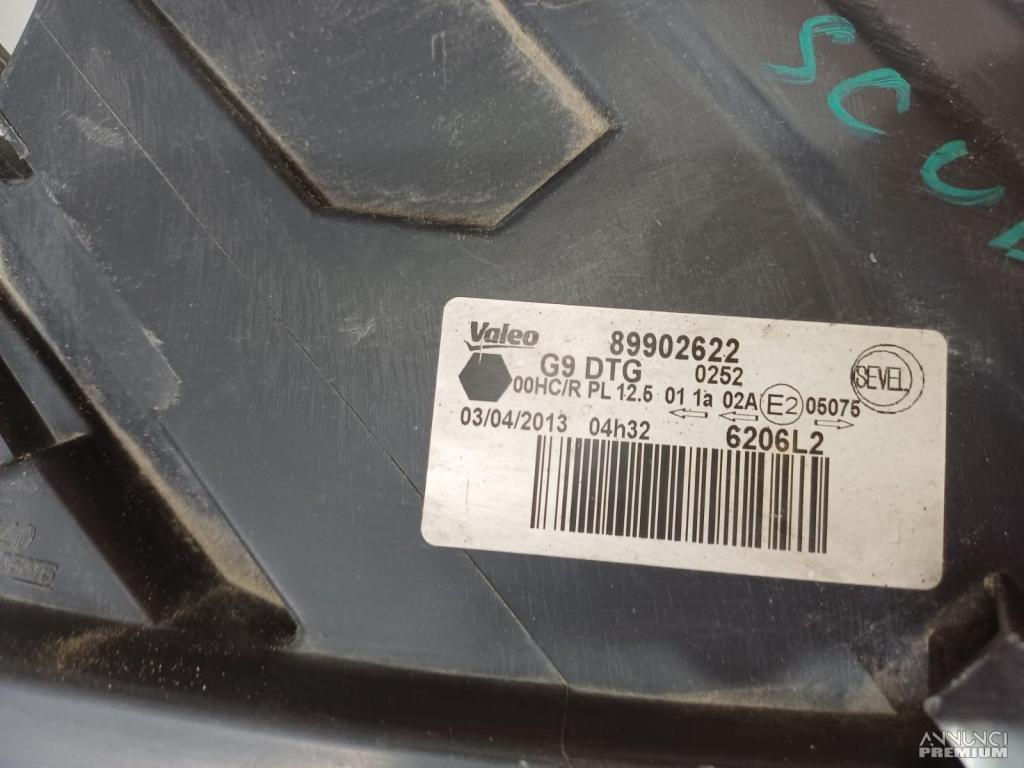 SCU
Valeo
89902622
G9 DTG 0252
SEVEL
00HC/R PL 12.5 01 1a 02A E2 05075
03/04/2013 04h32 6206L2
ANNUNCI
PREMIUM